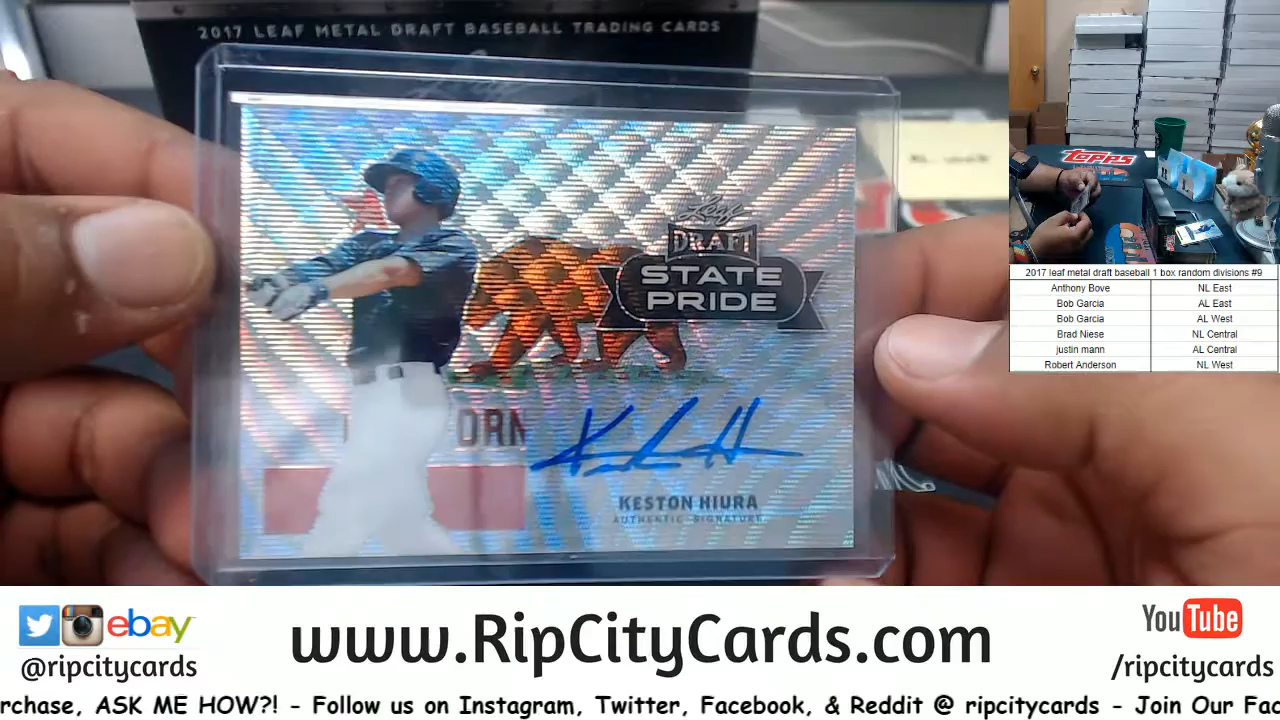 2017 LEAF METAL DRAFT BASEBALL TRADING CARDS
Leaf
DRAFT
STATE
PRIDE
ORN
KESTON HIURA
AUTHENTIC SIGNATURE
TOPPS
2017 leaf metal draft baseball 1 box random divisions #9
Anthony Bove NL East
Bob Garcia AL East
Bob Garcia AL West
Brad Niese NL Central
justin mann AL Central
Robert Anderson NL West
ebay
@ripcitycards
www.RipCityCards.com
YouTube
/ripcitycards
rchase, ASK ME HOW?! - Follow us on Instagram, Twitter, Facebook, & Reddit @ ripcitycards - Join Our Fac